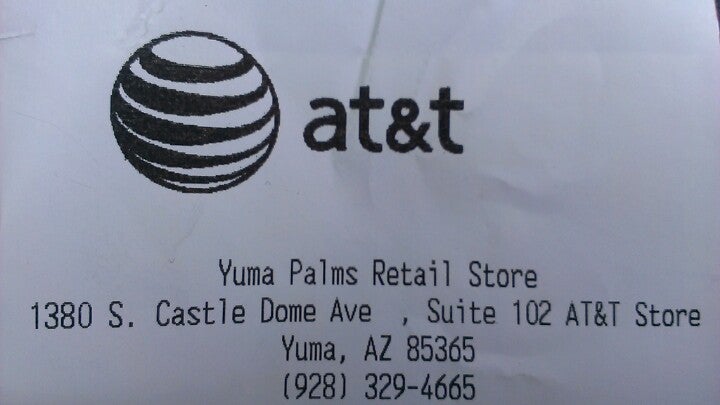 at&t
Yuma Palms Retail Store
1380 S. Castle Dome Ave , Suite 102 AT&T Store
Yuma, AZ 85365
(928) 329-4665